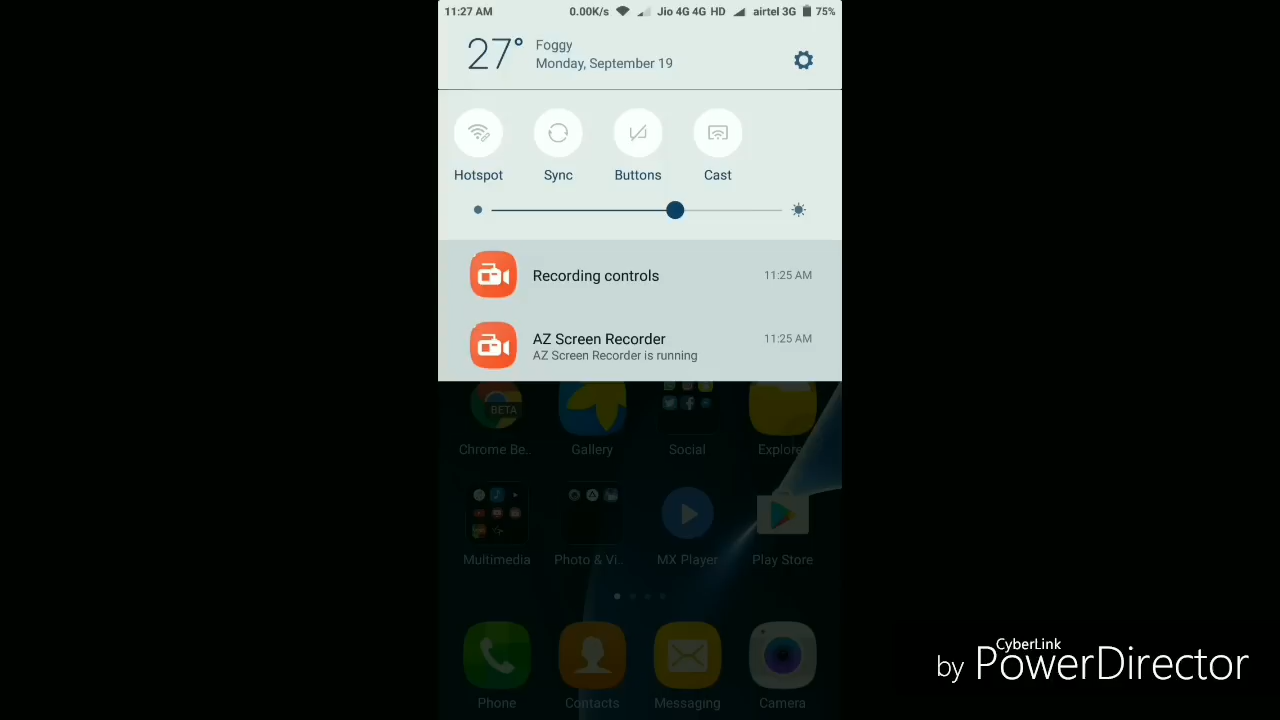 11:27 AM 0.00K/s Jio 4G 4G HD airtel 3G 75%
27° Foggy
Monday, September 19
Hotspot Sync Buttons Cast
Recording controls 11:25 AM
AZ Screen Recorder 11:25 AM
AZ Screen Recorder is running
BETA
Chrome Be.. Gallery Social Explore
Multimedia Photo & Vi.. MX Player Play Store
Phone Contacts Messaging Camera
CyberLink
by PowerDirector